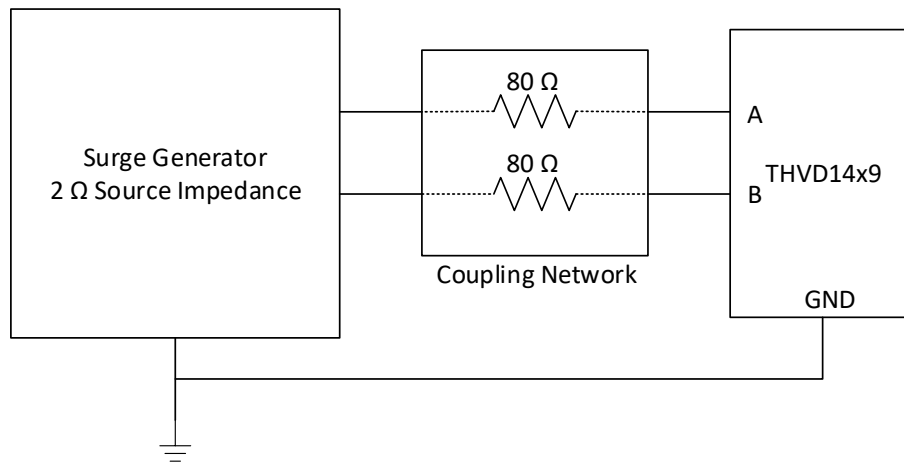 Surge Generator
2 Ω Source Impedance
80 Ω
80 Ω
Coupling Network
A
THVD14x9
B
GND